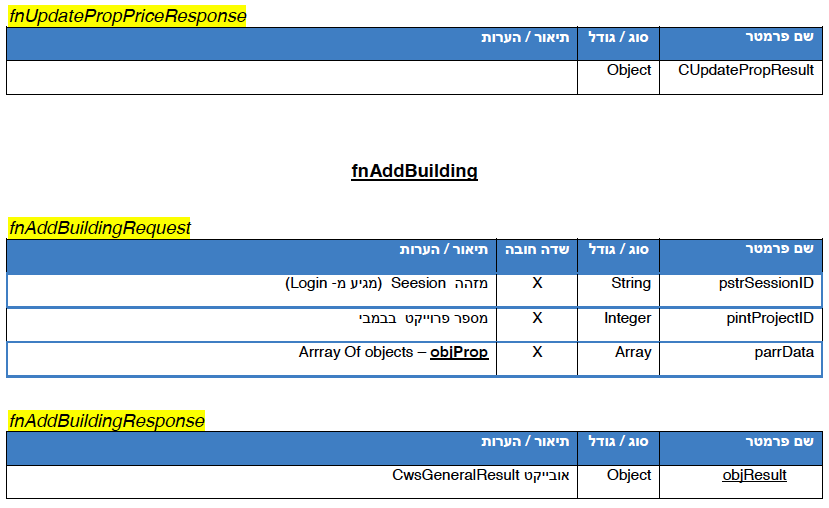 fnUpdatePropPriceResponse
שם פרמטר סוג / גודל תיאור / הערות
CUpdatePropResult Object
fnAddBuilding
fnAddBuildingRequest
שם פרמטר סוג / גודל שדה חובה תיאור / הערות
pstrSessionID String X מזהה Seesion (מגיע מ- Login)
pintProjectID Integer X מספר פרוייקט בבמבי
parrData Array X Arrray Of objects – objProp
fnAddBuildingResponse
שם פרמטר סוג / גודל תיאור / הערות
objResult Object אובייקט CwsGeneralResult